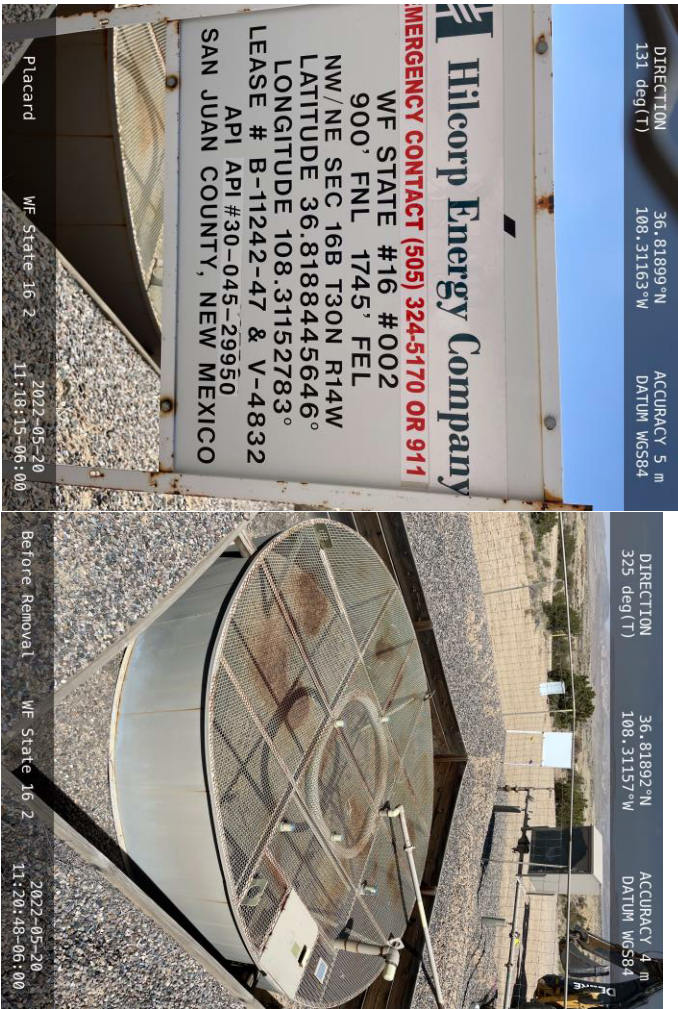 DIRECTION
131 deg(T)
36.81899°N
108.31163°W
ACCURACY 5 m
DATUM WGS84
Hilcorp Energy Company
MERGENCY CONTACT (505) 324-5170 OR 911
WF STATE #16 #002
900' FNL 1745' FEL
NW/NE SEC 16B T30N R14W
LATITUDE 36.8188445646°
LONGITUDE 108.31152783°
LEASE # B-11242-47 & V-4832
API API #30-045-29950
SAN JUAN COUNTY, NEW MEXICO
Placard
WF State 16 2
2022-05-20
11:18:15-06:00
DIRECTION
325 deg(T)
36.81892°N
108.31157°W
ACCURACY 4 m
DATUM WGS84
Before Removal
WF State 16 2
2022-05-20
11:20:48-06:00